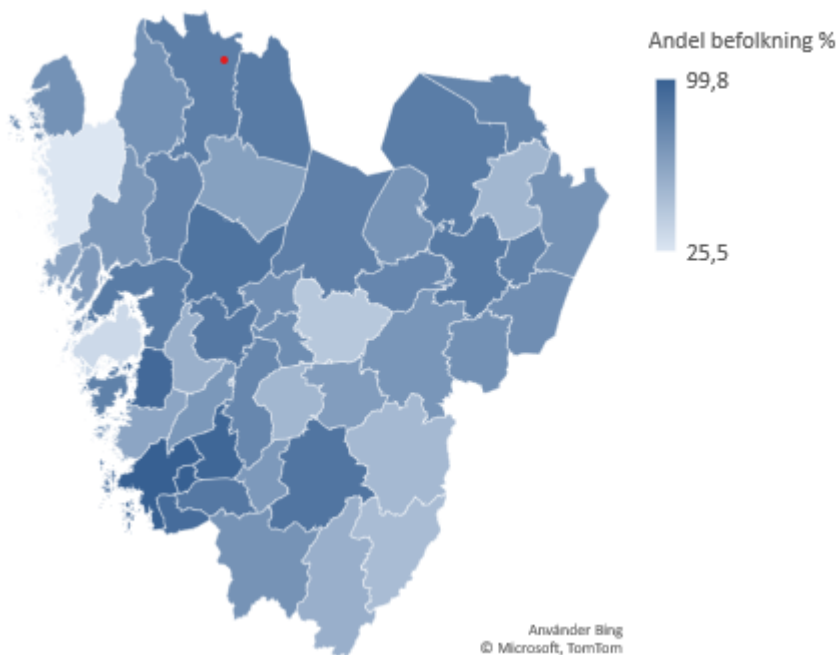 Andel befolkning %
99,8
25,5
Använder Bing
© Microsoft, TomTom